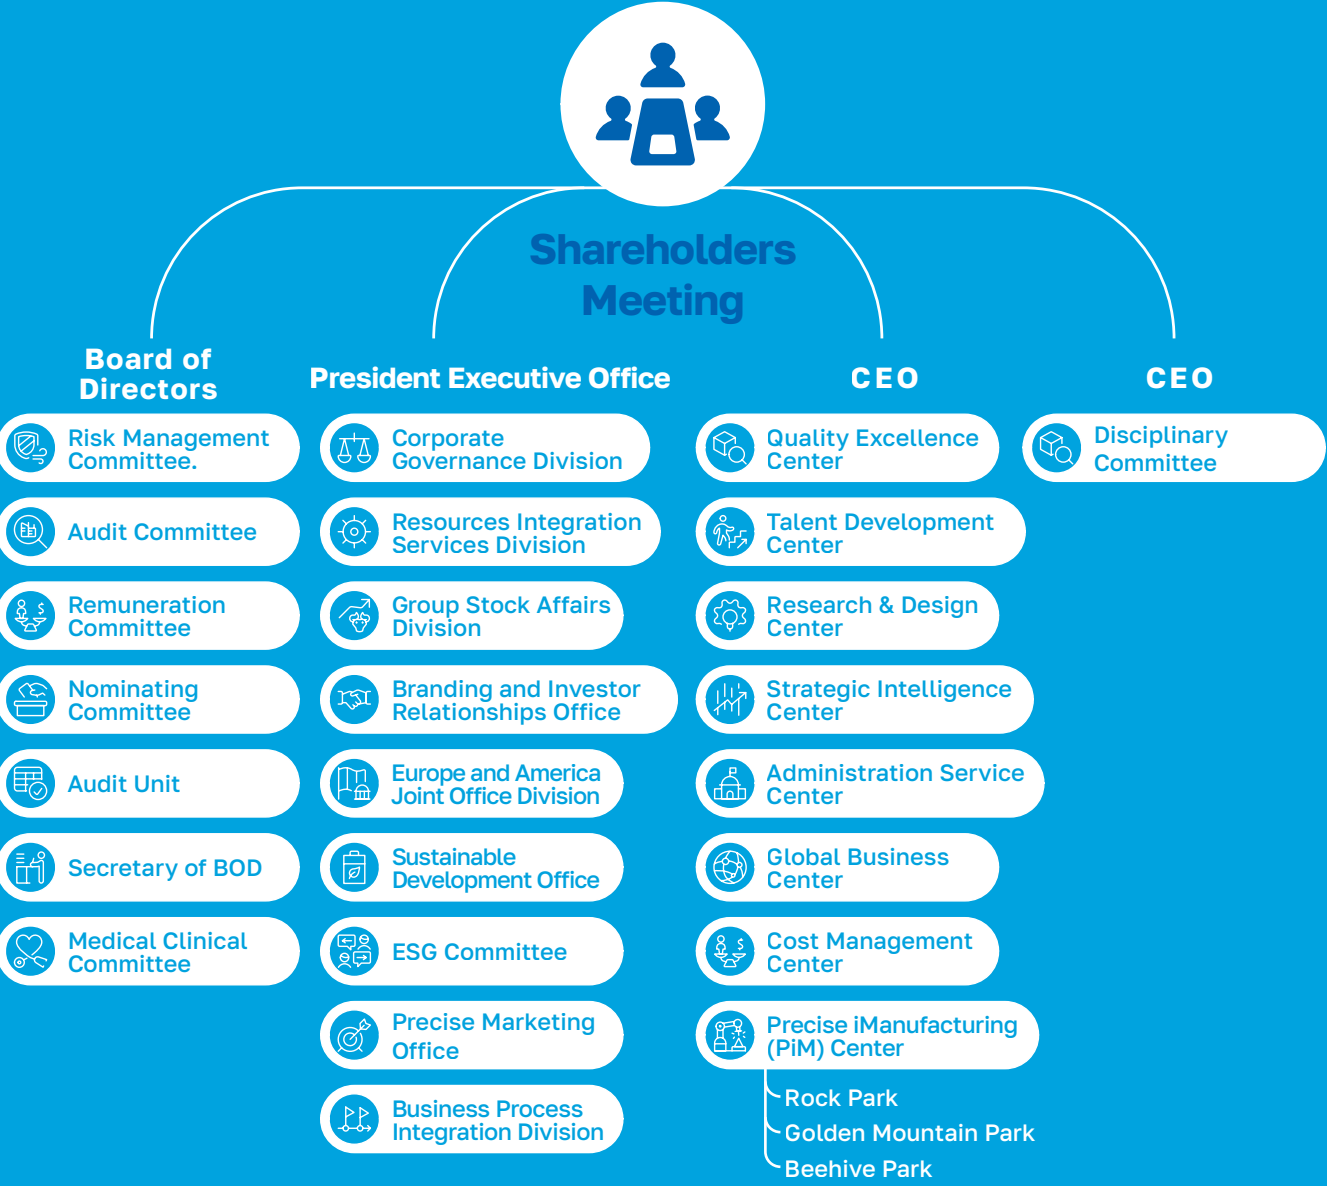 Shareholders
Meeting
Board of
Directors
Risk Management
Committee.
Audit Committee
Remuneration
Committee
Nominating
Committee
Audit Unit
Secretary of BOD
Medical Clinical
Committee
President Executive Office
Corporate
Governance Division
Resources Integration
Services Division
Group Stock Affairs
Division
Branding and Investor
Relationships Office
Europe and America
Joint Office Division
Sustainable
Development Office
ESG Committee
Precise Marketing
Office
Business Process
Integration Division
CEO
Quality Excellence
Center
Talent Development
Center
Research & Design
Center
Strategic Intelligence
Center
Administration Service
Center
Global Business
Center
Cost Management
Center
Precise iManufacturing
(PiM) Center
Rock Park
Golden Mountain Park
Beehive Park
CEO
Disciplinary
Committee